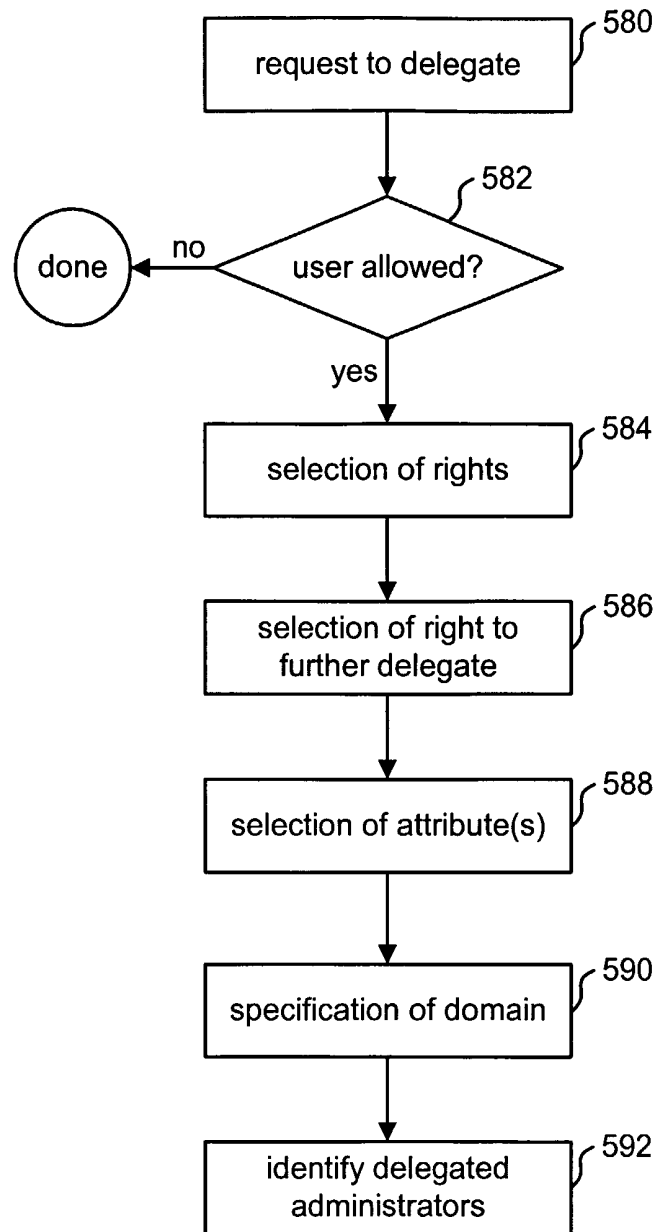 580
request to delegate
582
user allowed?
no
done
yes
584
selection of rights
586
selection of right to
further delegate
588
selection of attribute(s)
590
specification of domain
592
identify delegated
administrators